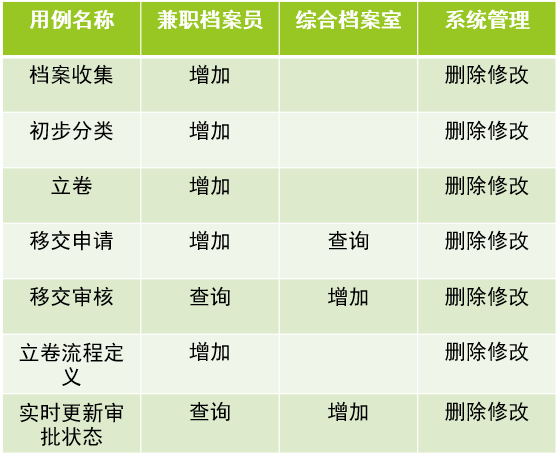 用例名称 兼职档案员 综合档案室 系统管理
档案收集 增加 删除修改
初步分类 增加 删除修改
立卷 增加 删除修改
移交申请 增加 查询 删除修改
移交审核 查询 增加 删除修改
立卷流程定 增加 删除修改
义
实时更新审 查询 增加 删除修改
批状态